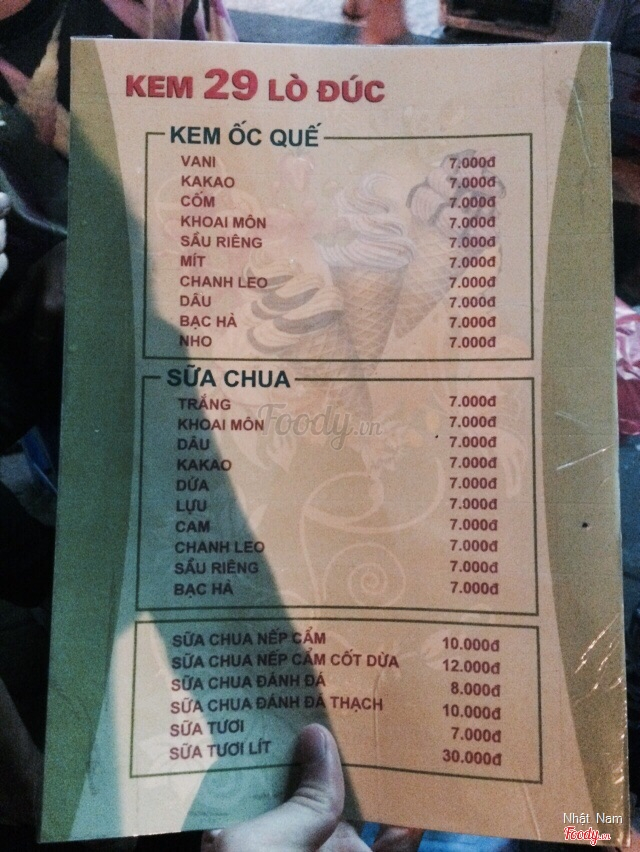 KEM 29 LÒ ĐÚC
KEM ỐC QUẾ
VANI 7.000đ
KAKAO 7.000đ
CỐM 7.000đ
KHOAI MÔN 7.000đ
SẦU RIÊNG 7.000đ
MÍT 7.000đ
CHANH LEO 7.000đ
DÂU 7.000đ
BẠC HÀ 7.000đ
NHO 7.000đ
SỮA CHUA
TRẮNG 7.000đ
KHOAI MÔN 7.000đ
DÂU 7.000đ
KAKAO 7.000đ
DỨA 7.000đ
LỰU 7.000đ
CAM 7.000đ
CHANH LEO 7.000đ
SẦU RIÊNG 7.000đ
BẠC HÀ 7.000đ
Foody.vn
SỮA CHUA NẾP CẨM 10.000đ
SỮA CHUA NẾP CẨM CỐT DỪA 12.000đ
SỮA CHUA ĐÁNH ĐÁ 8.000đ
SỮA CHUA ĐÁNH ĐÁ THẠCH 10.000đ
SỮA TƯƠI 7.000đ
SỮA TƯƠI LÍT 30.000đ
Nhật Nam
Foody.vn